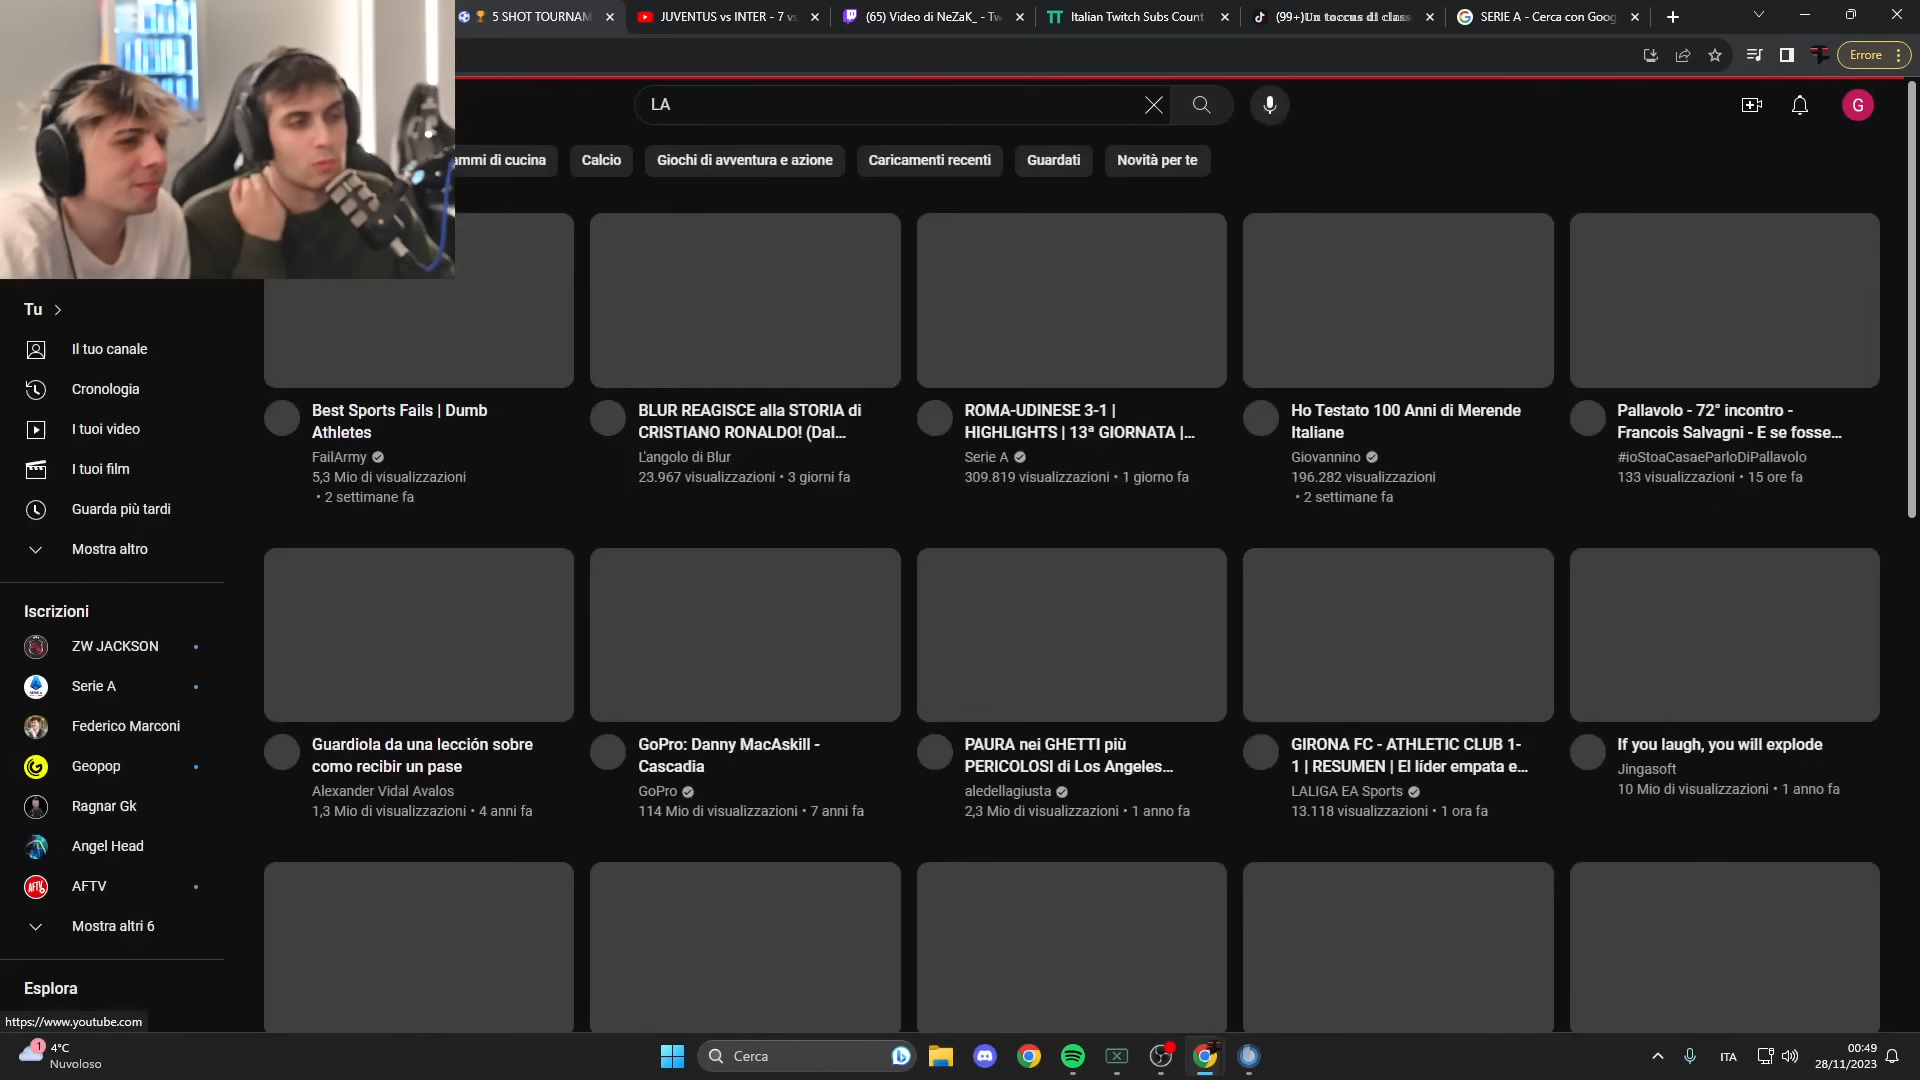 5 SHOT TOURNAM
JUVENTUS vs INTER - 7 vs
(65) Video di NeZaK_ - Tw
Italian Twitch Subs Count
(99+)𝐔𝐧 𝐭𝐨𝐜𝐜𝐮𝐬 𝐝𝐢 𝐜𝐥𝐚𝐬𝐬
SERIE A - Cerca con Goog
Errore
LA
G
ammi di cucina
Calcio
Giochi di avventura e azione
Caricamenti recenti
Guardati
Novità per te
Tu
Il tuo canale
Cronologia
I tuoi video
I tuoi film
Guarda più tardi
Mostra altro
Iscrizioni
ZW JACKSON
Serie A
Federico Marconi
Geopop
Ragnar Gk
Angel Head
AFTV
Mostra altri 6
Esplora
https://www.youtube.com
Best Sports Fails | Dumb
Athletes
FailArmy
5,3 Mio di visualizzazioni
• 2 settimane fa
BLUR REAGISCE alla STORIA di
CRISTIANO RONALDO! (Dal...
L'angolo di Blur
23.967 visualizzazioni • 3 giorni fa
ROMA-UDINESE 3-1 |
HIGHLIGHTS | 13ª GIORNATA |...
Serie A
309.819 visualizzazioni • 1 giorno fa
Ho Testato 100 Anni di Merende
Italiane
Giovannino
196.282 visualizzazioni
• 2 settimane fa
Pallavolo - 72° incontro -
Francois Salvagni - E se fosse...
#ioStoaCasaeParloDiPallavolo
133 visualizzazioni • 15 ore fa
Guardiola da una lección sobre
como recibir un pase
Alexander Vidal Avalos
1,3 Mio di visualizzazioni • 4 anni fa
GoPro: Danny MacAskill -
Cascadia
GoPro
114 Mio di visualizzazioni • 7 anni fa
PAURA nei GHETTI più
PERICOLOSI di Los Angeles...
aledellagiusta
2,3 Mio di visualizzazioni • 1 anno fa
GIRONA FC - ATHLETIC CLUB 1-
1 | RESUMEN | El líder empata e...
LALIGA EA Sports
13.118 visualizzazioni • 1 ora fa
If you laugh, you will explode
Jingasoft
10 Mio di visualizzazioni • 1 anno fa
1
4°C
Nuvoloso
Cerca
ITA
00:49
28/11/2023